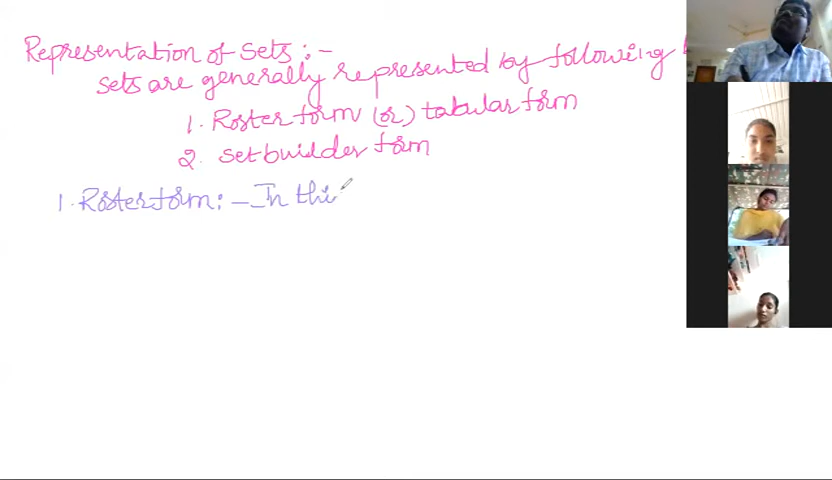 Representation of sets :-
sets are generally represented by following
1. Roster form (or) tabular form
2. set builder form
1. Roster form: - In thi